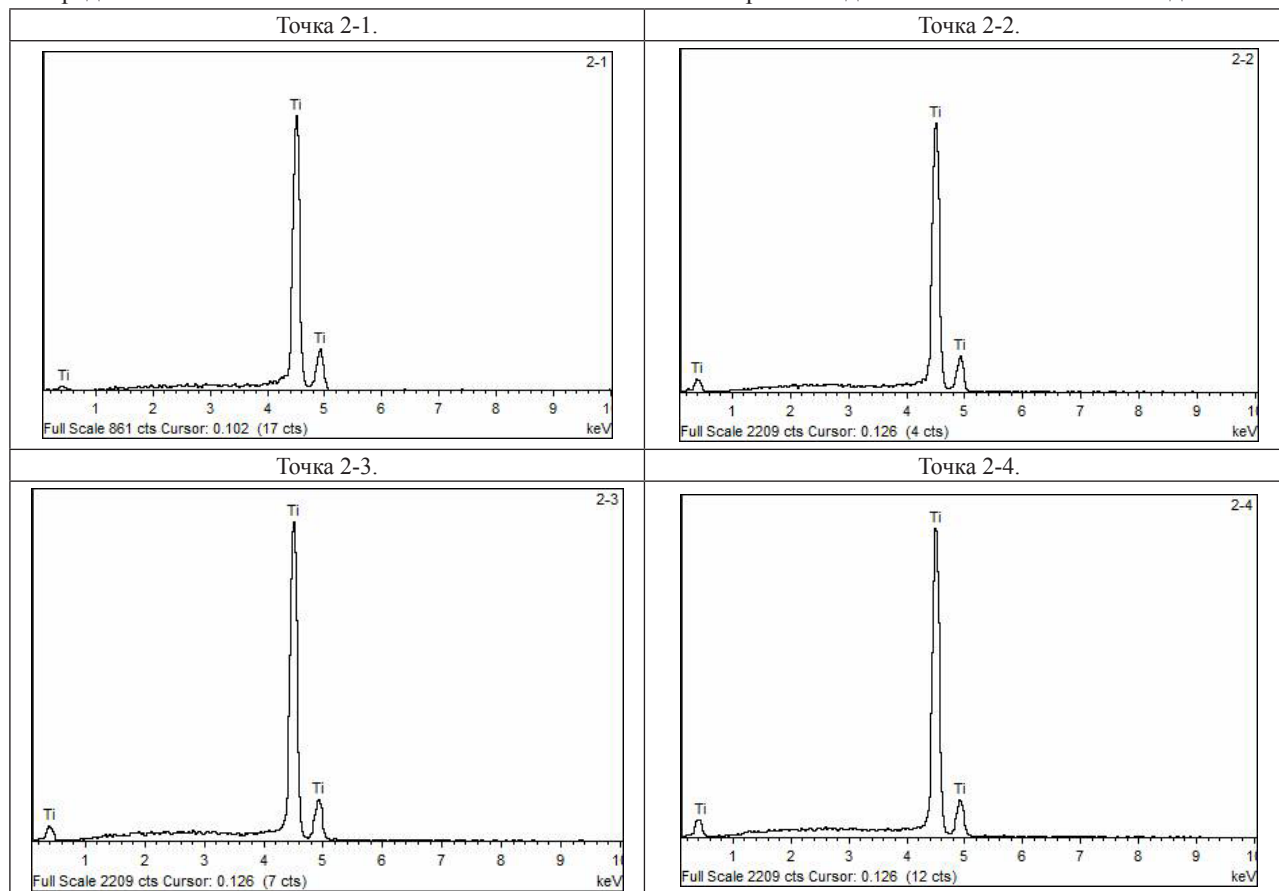 Точка 2-1.
Точка 2-2.
2-1
Ti
Ti
Ti
1 2 3 4 5 6 7 8 9 1
Full Scale 861 cts Cursor: 0.102 (17 cts) keV
2-2
Ti
Ti
Ti
1 2 3 4 5 6 7 8 9 1
Full Scale 2209 cts Cursor: 0.126 (4 cts) keV
Точка 2-3.
Точка 2-4.
2-3
Ti
Ti
Ti
1 2 3 4 5 6 7 8 9 1
Full Scale 2209 cts Cursor: 0.126 (7 cts) keV
2-4
Ti
Ti
Ti
1 2 3 4 5 6 7 8 9 1
Full Scale 2209 cts Cursor: 0.126 (12 cts) keV